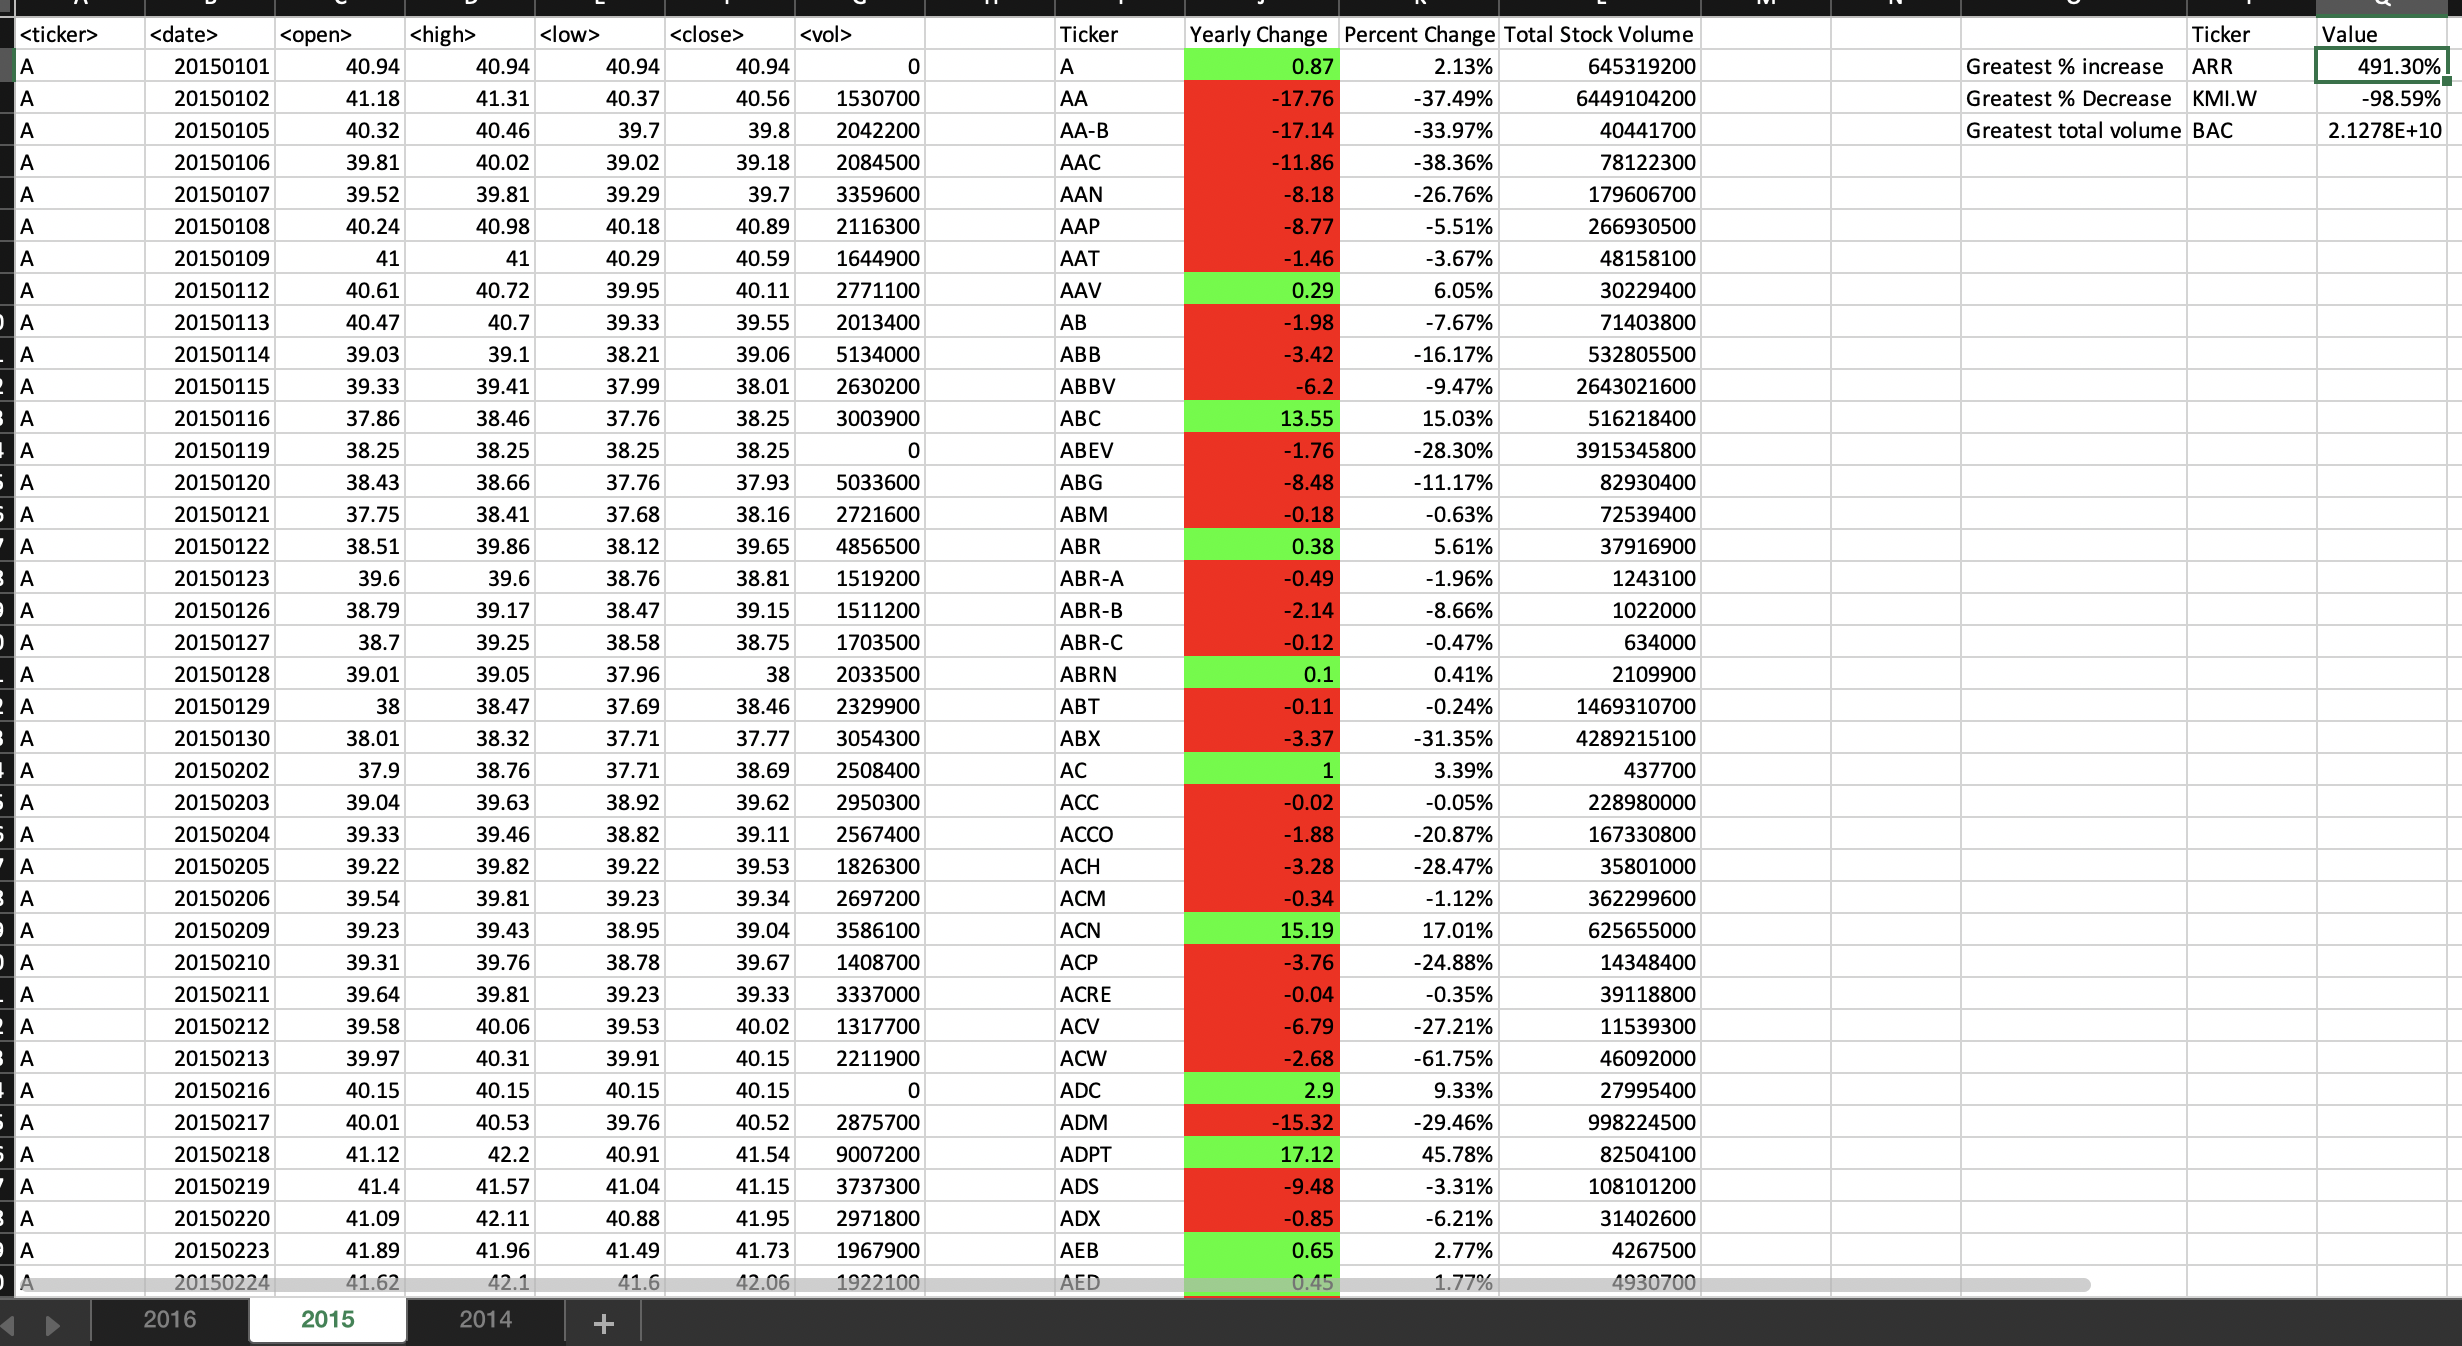 <ticker> <date> <open> <high> <low> <close> <vol> Ticker Yearly Change Percent Change Total Stock Volume Ticker Value
A 20150101 40.94 40.94 40.94 40.94 0 A 0.87 2.13% 645319200 Greatest % increase ARR 491.30%
A 20150102 41.18 41.31 40.37 40.56 1530700 AA -17.76 -37.49% 6449104200 Greatest % Decrease KMI.W -98.59%
A 20150105 40.32 40.46 39.7 39.8 2042200 AA-B -17.14 -33.97% 40441700 Greatest total volume BAC 2.1278E+10
A 20150106 39.81 40.02 39.02 39.18 2084500 AAC -11.86 -38.36% 78122300
A 20150107 39.52 39.81 39.29 39.7 3359600 AAN -8.18 -26.76% 179606700
A 20150108 40.24 40.98 40.18 40.89 2116300 AAP -8.77 -5.51% 266930500
A 20150109 41 41 40.29 40.59 1644900 AAT -1.46 -3.67% 48158100
A 20150112 40.61 40.72 39.95 40.11 2771100 AAV 0.29 6.05% 30229400
A 20150113 40.47 40.7 39.33 39.55 2013400 AB -1.98 -7.67% 71403800
A 20150114 39.03 39.1 38.21 39.06 5134000 ABB -3.42 -16.17% 532805500
A 20150115 39.33 39.41 37.99 38.01 2630200 ABBV -6.2 -9.47% 2643021600
A 20150116 37.86 38.46 37.76 38.25 3003900 ABC 13.55 15.03% 516218400
A 20150119 38.25 38.25 38.25 38.25 0 ABEV -1.76 -28.30% 3915345800
A 20150120 38.43 38.66 37.76 37.93 5033600 ABG -8.48 -11.17% 82930400
A 20150121 37.75 38.41 37.68 38.16 2721600 ABM -0.18 -0.63% 72539400
A 20150122 38.51 39.86 38.12 39.65 4856500 ABR 0.38 5.61% 37916900
A 20150123 39.6 39.6 38.76 38.81 1519200 ABR-A -0.49 -1.96% 1243100
A 20150126 38.79 39.17 38.47 39.15 1511200 ABR-B -2.14 -8.66% 1022000
A 20150127 38.7 39.25 38.58 38.75 1703500 ABR-C -0.12 -0.47% 634000
A 20150128 39.01 39.05 37.96 38 2033500 ABRN 0.1 0.41% 2109900
A 20150129 38 38.47 37.69 38.46 2329900 ABT -0.11 -0.24% 1469310700
A 20150130 38.01 38.32 37.71 37.77 3054300 ABX -3.37 -31.35% 4289215100
A 20150202 37.9 38.76 37.71 38.69 2508400 AC 1 3.39% 437700
A 20150203 39.04 39.63 38.92 39.62 2950300 ACC -0.02 -0.05% 228980000
A 20150204 39.33 39.46 38.82 39.11 2567400 ACCO -1.88 -20.87% 167330800
A 20150205 39.22 39.82 39.22 39.53 1826300 ACH -3.28 -28.47% 35801000
A 20150206 39.54 39.81 39.23 39.34 2697200 ACM -0.34 -1.12% 362299600
A 20150209 39.23 39.43 38.95 39.04 3586100 ACN 15.19 17.01% 625655000
A 20150210 39.31 39.76 38.78 39.67 1408700 ACP -3.76 -24.88% 14348400
A 20150211 39.64 39.81 39.23 39.33 3337000 ACRE -0.04 -0.35% 39118800
A 20150212 39.58 40.06 39.53 40.02 1317700 ACV -6.79 -27.21% 11539300
A 20150213 39.97 40.31 39.91 40.15 2211900 ACW -2.68 -61.75% 46092000
A 20150216 40.15 40.15 40.15 40.15 0 ADC 2.9 9.33% 27995400
A 20150217 40.01 40.53 39.76 40.52 2875700 ADM -15.32 -29.46% 998224500
A 20150218 41.12 42.2 40.91 41.54 9007200 ADPT 17.12 45.78% 82504100
A 20150219 41.4 41.57 41.04 41.15 3737300 ADS -9.48 -3.31% 108101200
A 20150220 41.09 42.11 40.88 41.95 2971800 ADX -0.85 -6.21% 31402600
A 20150223 41.89 41.96 41.49 41.73 1967900 AEB 0.65 2.77% 4267500
A 20150224 41.62 42.1 41.6 42.06 1922100 AED 0.45 1.77% 4930700
2016 2015 2014 +